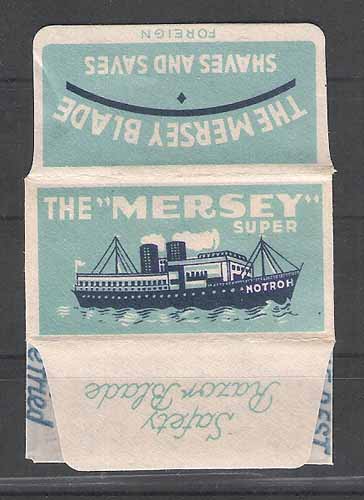 FOREIGN
SHAVES AND SAVES
THE MERSEY BLADE
THE "MERSEY"
SUPER
NOTROH
Safety
Razor Blade